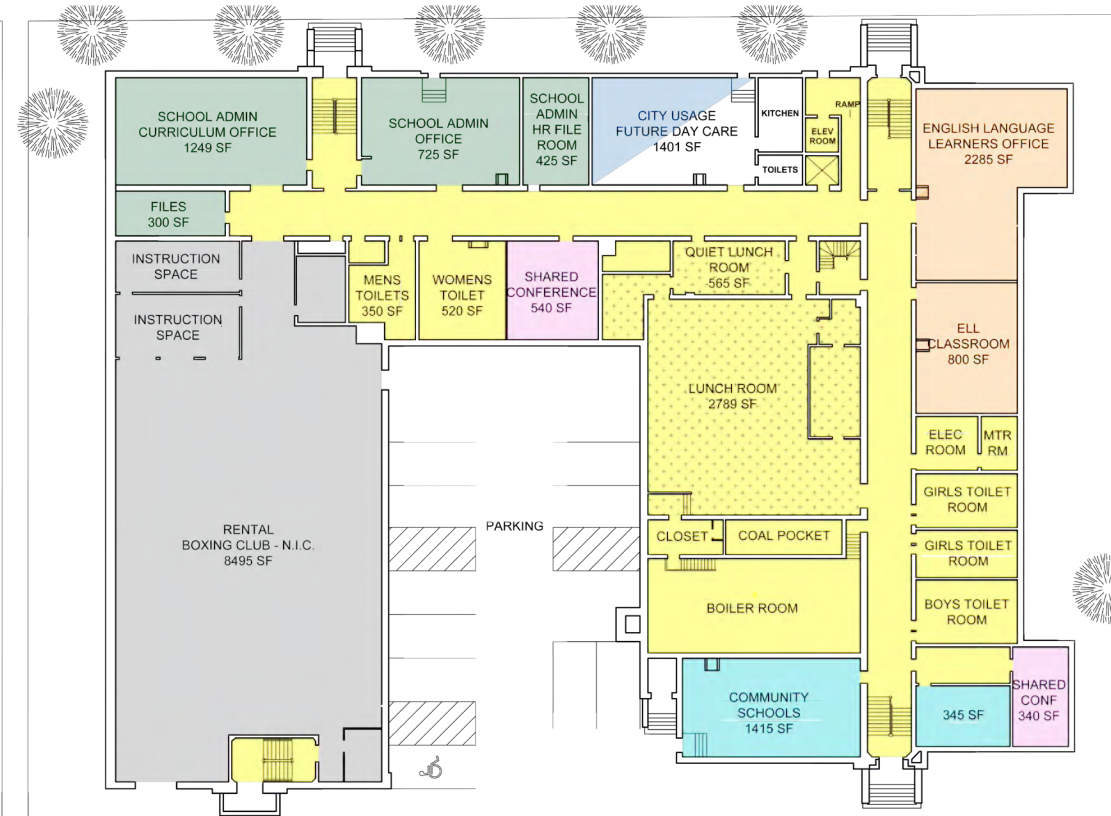 SCHOOL ADMIN
CURRICULUM OFFICE
1249 SF
SCHOOL ADMIN
OFFICE
725 SF
SCHOOL
ADMIN
HR FILE
ROOM
425 SF
CITY USAGE
FUTURE DAY CARE
1401 SF
KITCHEN
TOILETS
RAMP
ELEV
ROOM
ENGLISH LANGUAGE
LEARNERS OFFICE
2285 SF
FILES
300 SF
INSTRUCTION
SPACE
INSTRUCTION
SPACE
MENS
TOILETS
350 SF
WOMENS
TOILET
520 SF
SHARED
CONFERENCE
540 SF
QUIET LUNCH
ROOM
565 SF
ELL
CLASSROOM
800 SF
LUNCH ROOM
2789 SF
ELEC
ROOM
MTR
RM
GIRLS TOILET
ROOM
RENTAL
BOXING CLUB - N.I.C.
8495 SF
PARKING
CLOSET
COAL POCKET
GIRLS TOILET
ROOM
BOILER ROOM
BOYS TOILET
ROOM
COMMUNITY
SCHOOLS
1415 SF
345 SF
SHARED
CONF
340 SF